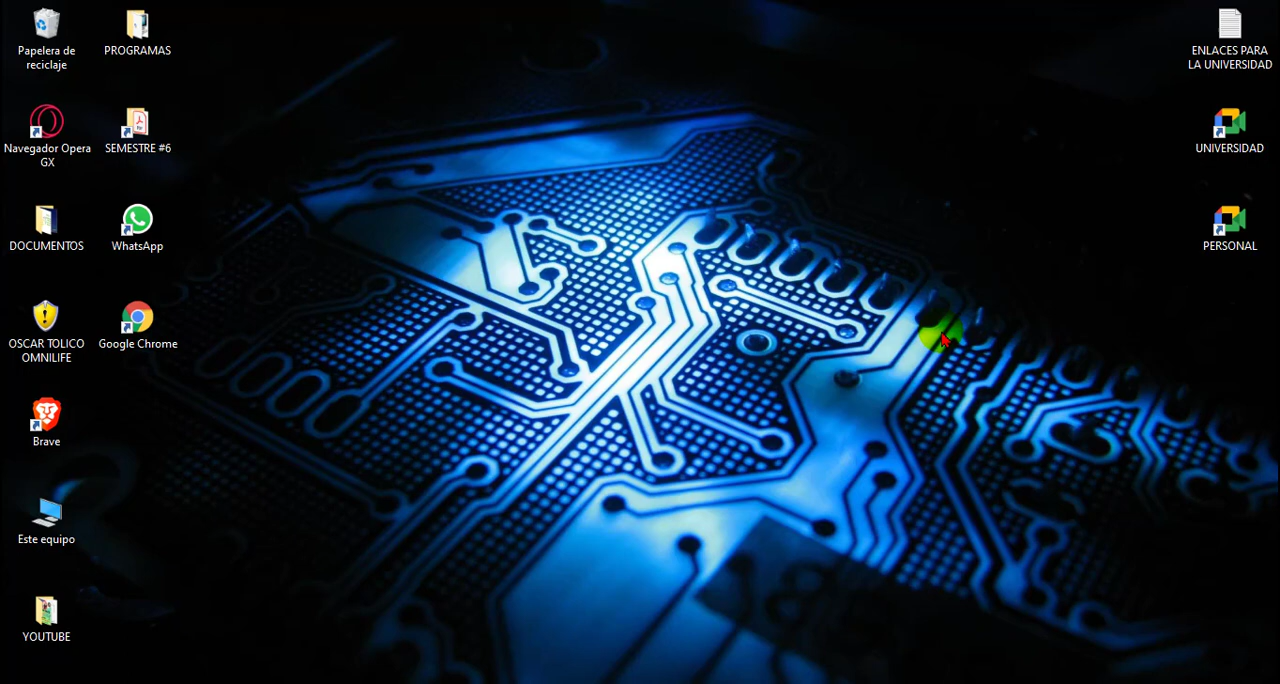 Papelera de
reciclaje
PROGRAMAS
ENLACES PARA
LA UNIVERSIDAD
Navegador Opera
GX
SEMESTRE #6
UNIVERSIDAD
DOCUMENTOS
WhatsApp
PERSONAL
OSCAR TOLICO
OMNILIFE
Google Chrome
Brave
Este equipo
YOUTUBE